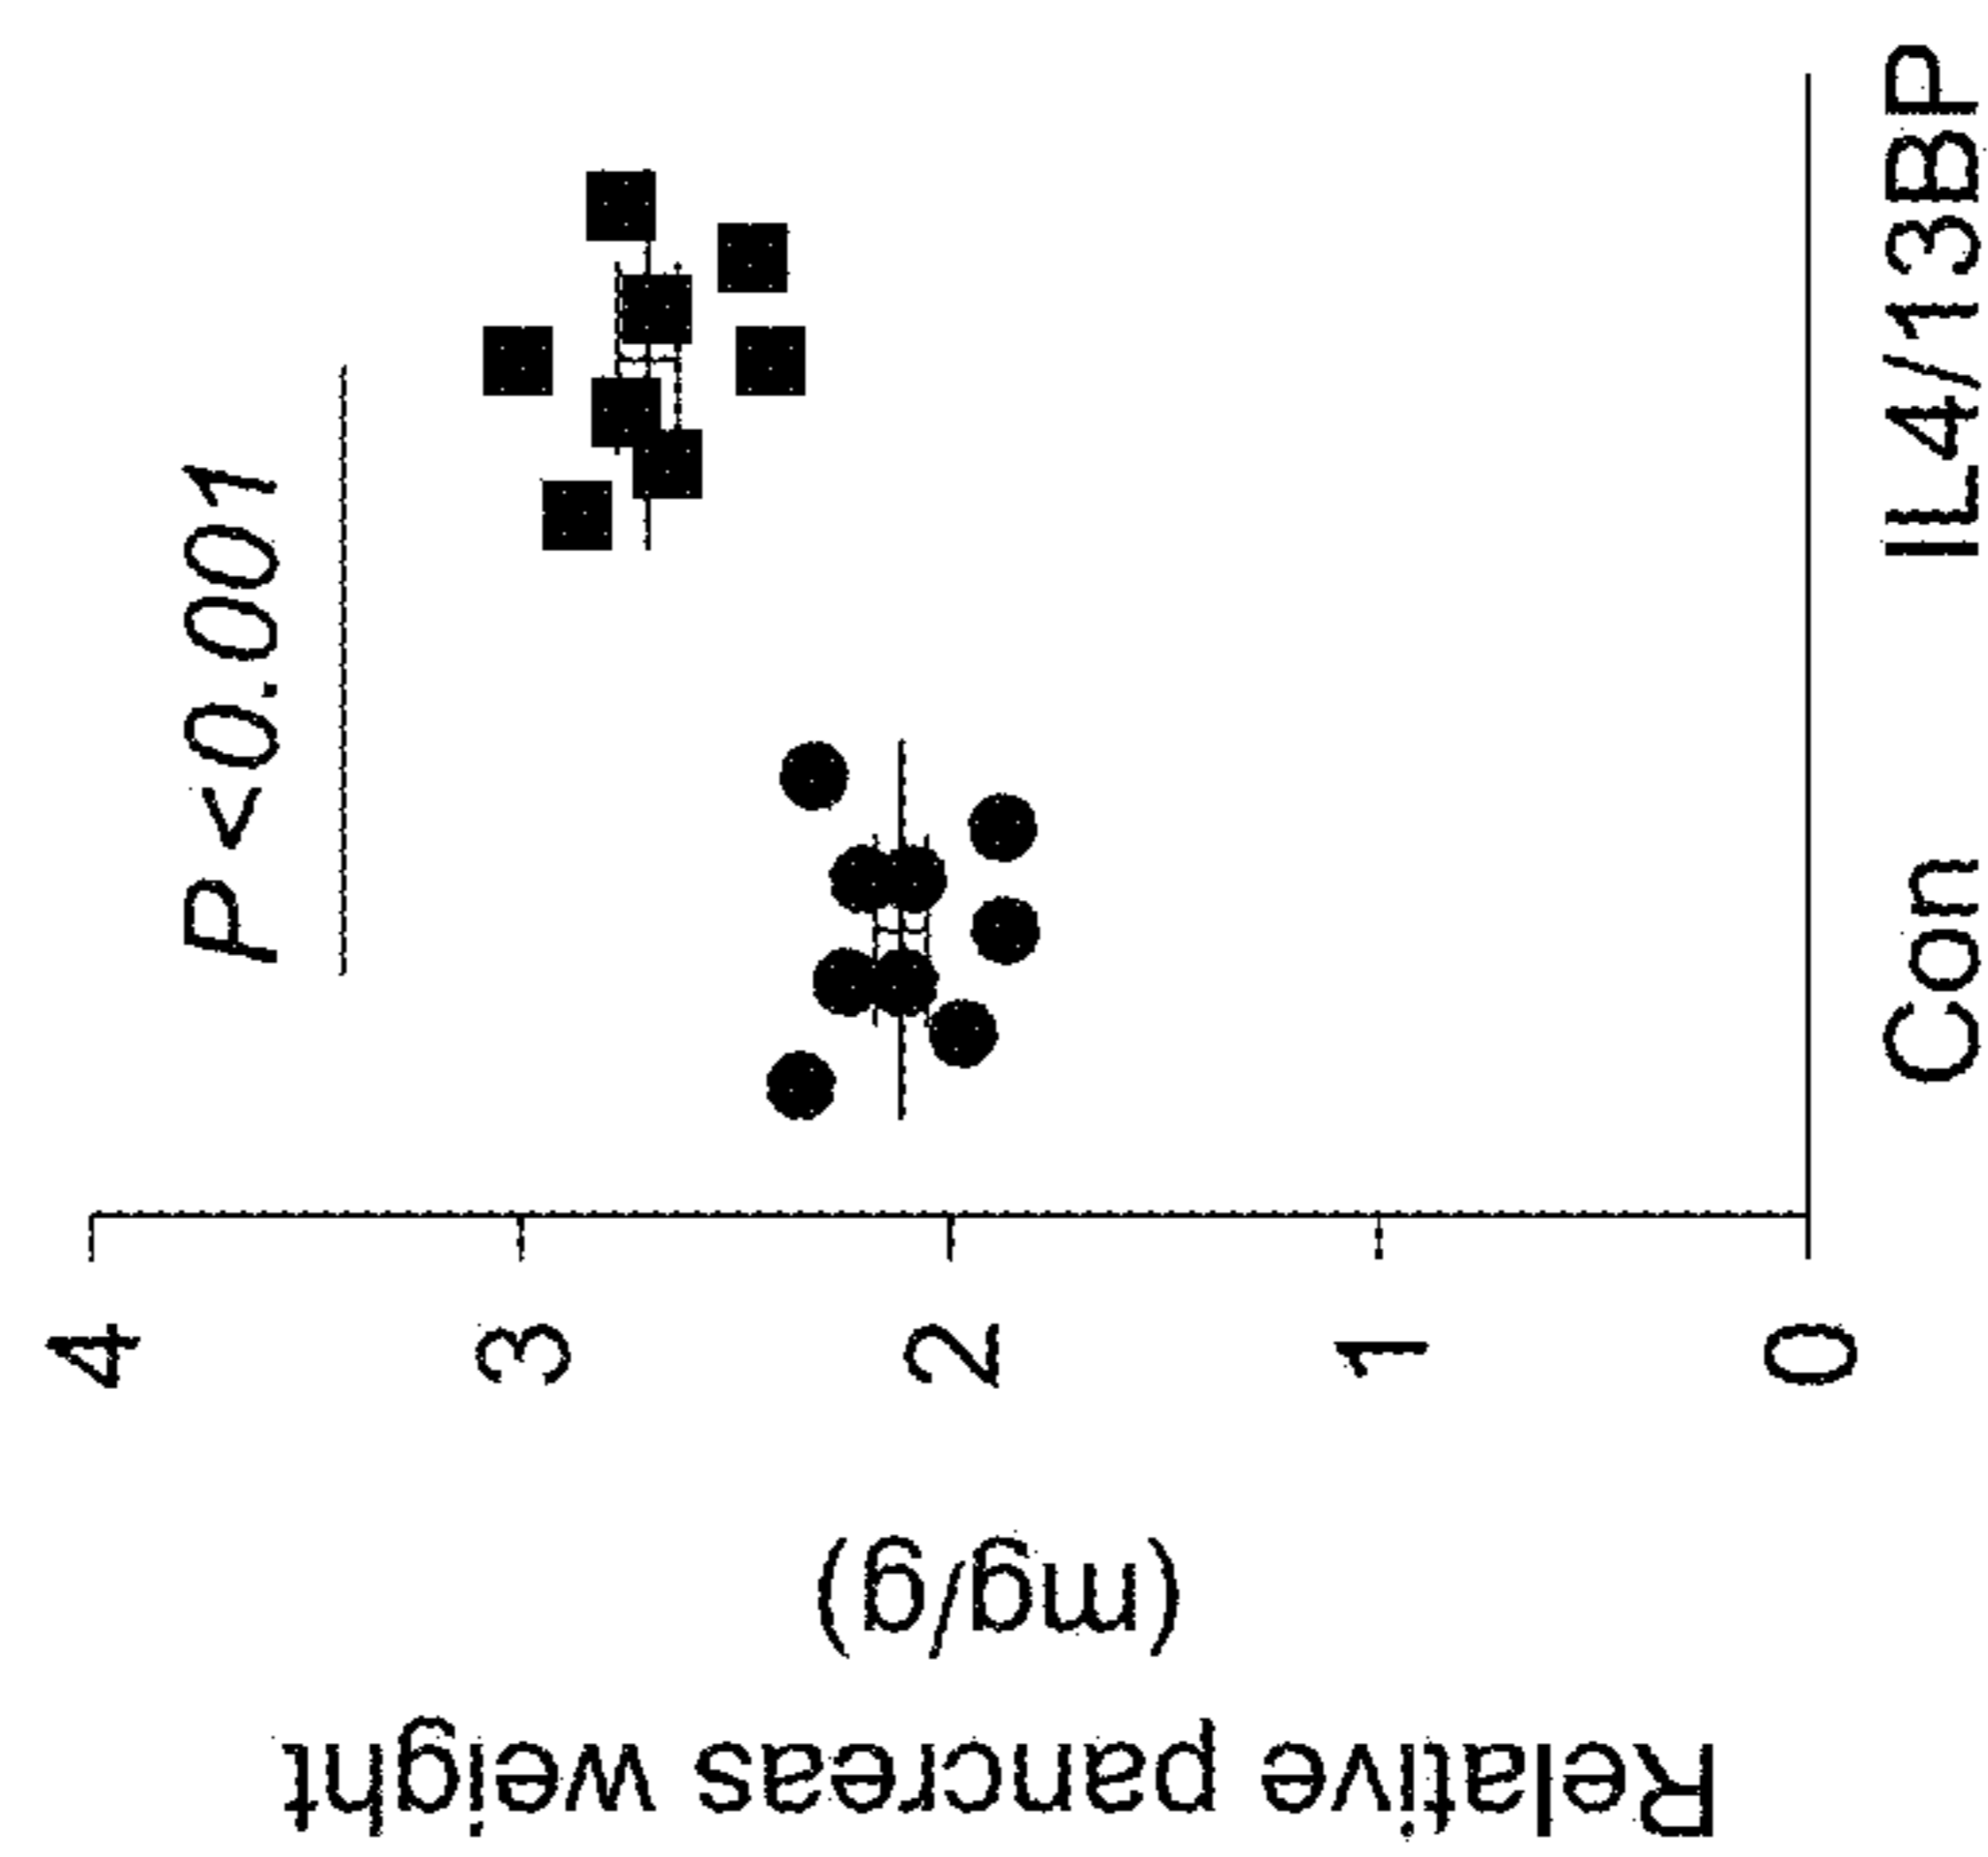 P <0.001
4
3
2
1
0
Relative pancreas weight
(mg/g)
Con
IL4/13BP